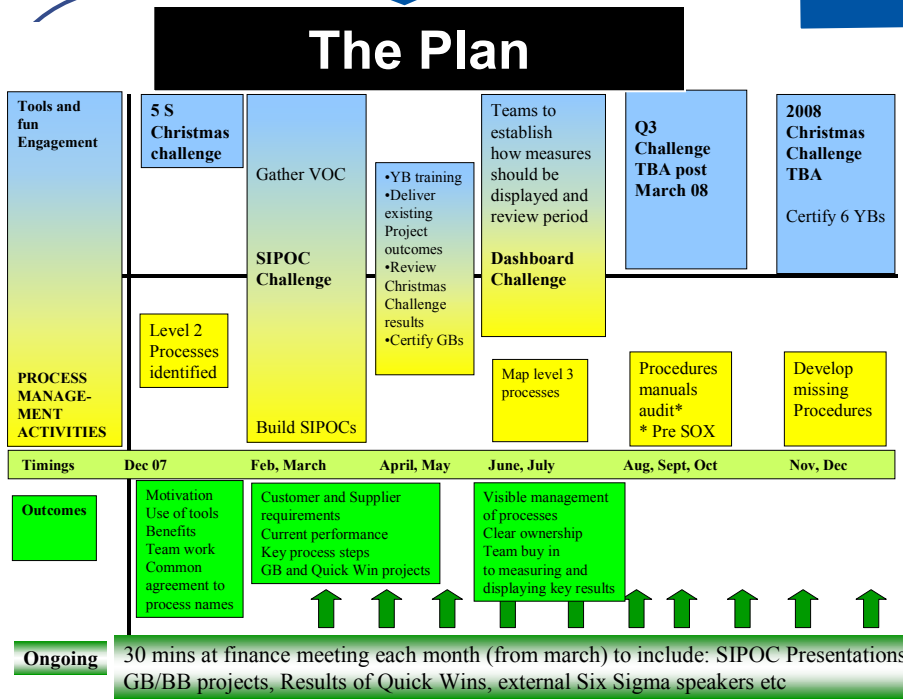 The Plan
Tools and
fun
Engagement
PROCESS
MANAGE-
MENT
ACTIVITIES
5 S
Christmas
challenge
Level 2
Processes
identified
Gather VOC
SIPOC
Challenge
Build SIPOCs
•YB training
•Deliver
existing
Project
outcomes
•Review
Christmas
Challenge
results
•Certify GBs
Teams to
establish
how measures
should be
displayed and
review period
Dashboard
Challenge
Map level 3
processes
Q3
Challenge
TBA post
March 08
Procedures
manuals
audit*
* Pre SOX
2008
Christmas
Challenge
TBA
Certify 6 YBs
Develop
missing
Procedures
Timings Dec 07 Feb, March April, May June, July Aug, Sept, Oct Nov, Dec
Outcomes
Motivation
Use of tools
Benefits
Team work
Common
agreement to
process names
Customer and Supplier
requirements
Current performance
Key process steps
GB and Quick Win projects
Visible management
of processes
Clear ownership
Team buy in
to measuring and
displaying key results
Ongoing
30 mins at finance meeting each month (from march) to include: SIPOC Presentations
GB/BB projects, Results of Quick Wins, external Six Sigma speakers etc